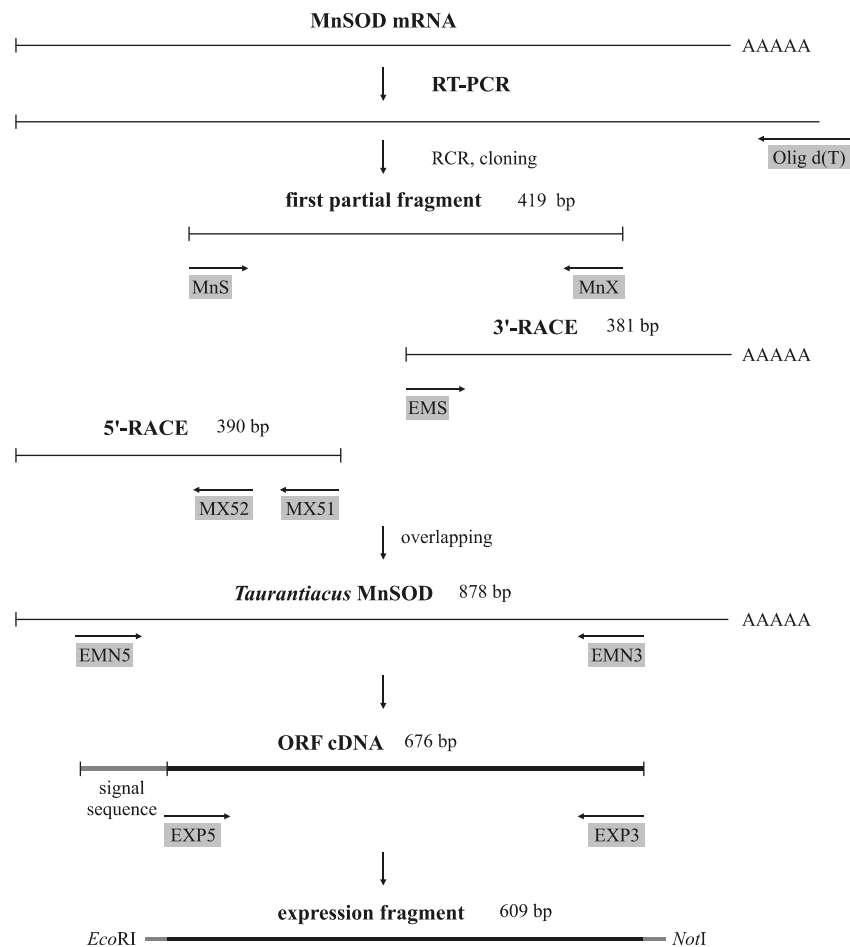 MnSOD mRNA
AAAAA
RT-PCR
Olig d(T)
RCR, cloning
first partial fragment 419 bp
MnS
MnX
3'-RACE 381 bp
AAAAA
EMS
5'-RACE 390 bp
MX52
MX51
overlapping
Taurantiacus MnSOD 878 bp
AAAAA
EMN5
EMN3
ORF cDNA 676 bp
signal
sequence
EXP5
EXP3
expression fragment 609 bp
EcoRI
NotI